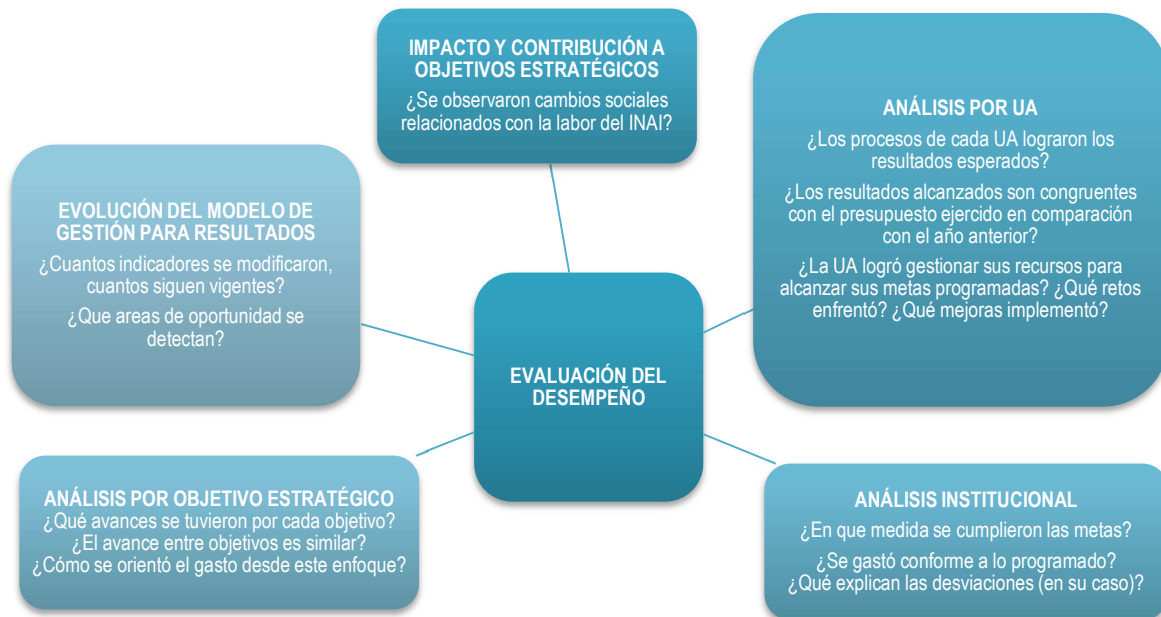 IMPACTO Y CONTRIBUCIÓN A
OBJETIVOS ESTRATÉGICOS
¿Se observaron cambios sociales
relacionados con la labor del INAI?
ANÁLISIS POR UA
¿Los procesos de cada UA lograron los
resultados esperados?
¿Los resultados alcanzados son congruentes
con el presupuesto ejercido en comparación
con el año anterior?
¿La UA logró gestionar sus recursos para
alcanzar sus metas programadas? ¿Qué retos
enfrentó? ¿Qué mejoras implementó?
EVOLUCIÓN DEL MODELO DE
GESTIÓN PARA RESULTADOS
¿Cuantos indicadores se modificaron,
cuantos siguen vigentes?
¿Que areas de oportunidad se
detectan?
EVALUACIÓN DEL
DESEMPEÑO
ANÁLISIS POR OBJETIVO ESTRATÉGICO
¿Qué avances se tuvieron por cada objetivo?
¿El avance entre objetivos es similar?
¿Cómo se orientó el gasto desde este enfoque?
ANÁLISIS INSTITUCIONAL
¿En que medida se cumplieron las metas?
¿Se gastó conforme a lo programado?
¿Qué explican las desviaciones (en su caso)?